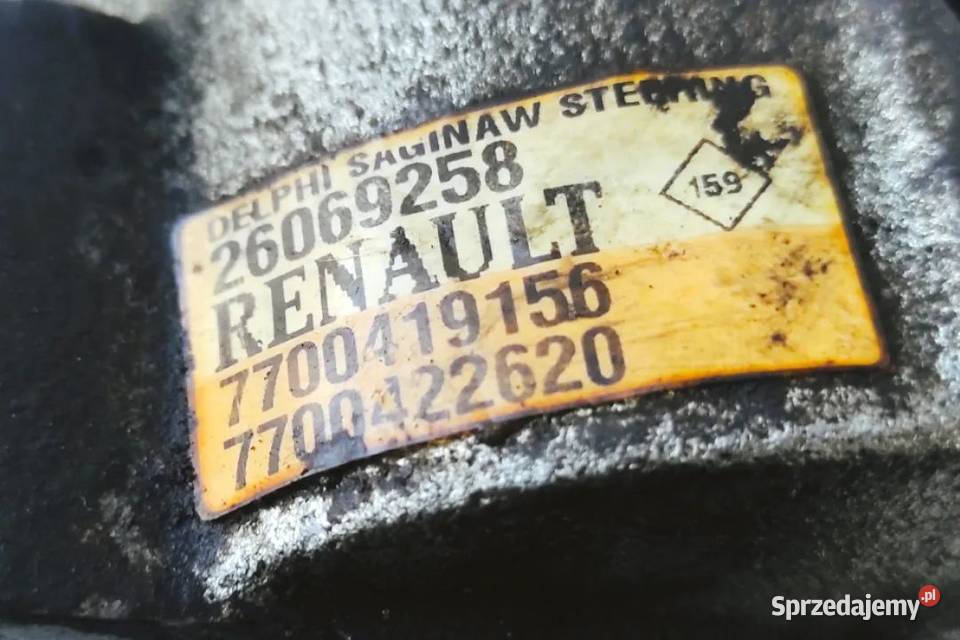 DELPHI SAGINAW STEERING
26069258
159
RENAULT
7700419156
7700422620
Sprzedajemy.pl